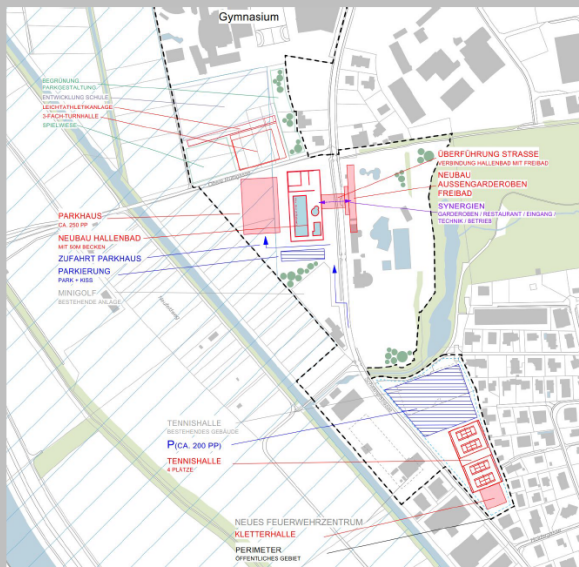 Gymnasium
BEGRÜNUNG
PARKGESTALTUNG
ENTWICKLUNG SCHULE
LEICHTATHLETIKANLAGE
3-FACH-TURNHALLE
SPIELWIESE
ÜBERFÜHRUNG STRASSE
VERBINDUNG HALLENBAD MIT FREIBAD
NEUBAU
AUSSENGARDEROBEN
FREIBAD
SYNERGIEN
GARDEROBEN / RESTAURANT / EINGANG /
TECHNIK / BETRIEB
PARKHAUS
CA. 250 PP
NEUBAU HALLENBAD
MIT 50M BECKEN
ZUFAHRT PARKHAUS
PARKIERUNG
PARK + KISS
MINIGOLF
BESTEHENDE ANLAGE
TENNISHALLE
BESTEHENDES GEBÄUDE
P(CA. 200 PP)
TENNISHALLE
4 PLÄTZE
NEUES FEUERWEHRZENTRUM
KLETTERHALLE
PERIMETER
ÖFFENTLICHES GEBIET